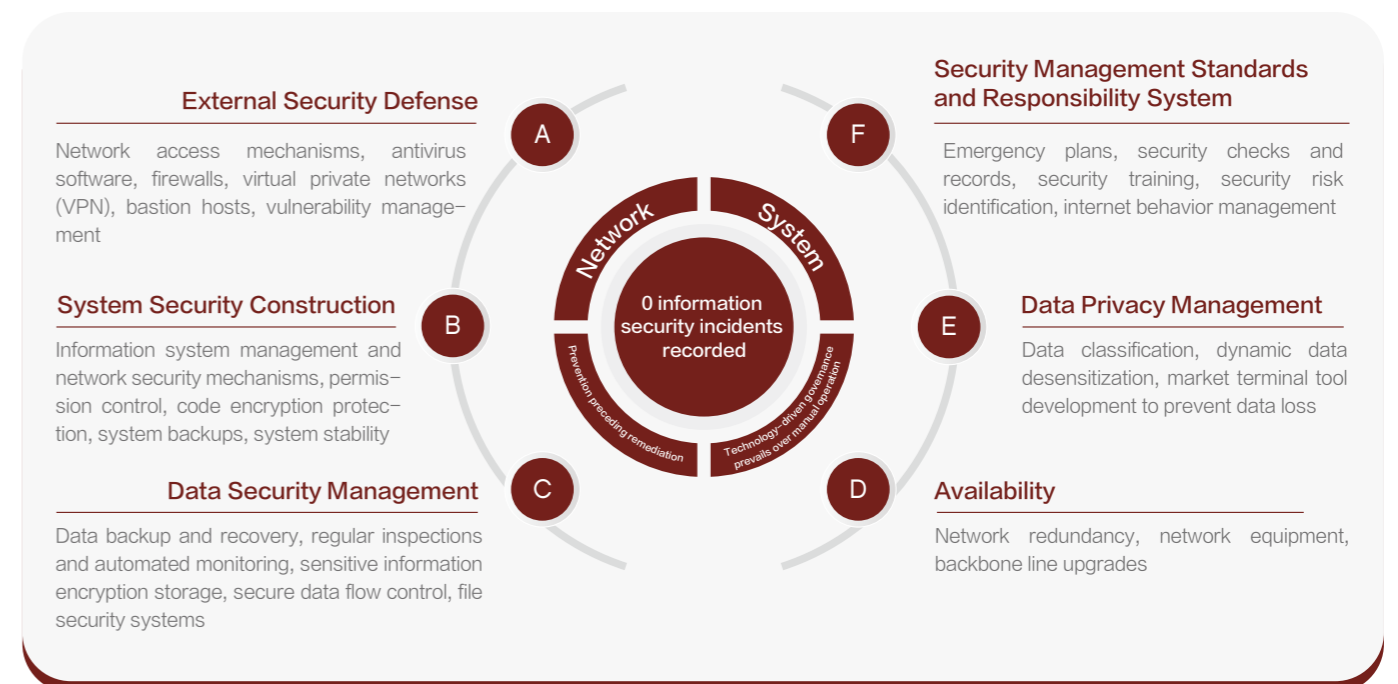 External Security Defense
A
Network access mechanisms, antivirus
software, firewalls, virtual private networks
(VPN), bastion hosts, vulnerability manage-
ment
System Security Construction
B
Information system management and
network security mechanisms, permis-
sion control, code encryption protec-
tion, system backups, system stability
Data Security Management
C
Data backup and recovery, regular inspections
and automated monitoring, sensitive information
encryption storage, secure data flow control, file
security systems
Network
System
0 information
security incidents
recorded
Prevention preceding remediation
Technology-driven governance
prevails over manual operation
Security Management Standards
and Responsibility System
F
Emergency plans, security checks and
records, security training, security risk
identification, internet behavior management
Data Privacy Management
E
Data classification, dynamic data
desensitization, market terminal tool
development to prevent data loss
Availability
D
Network redundancy, network equipment,
backbone line upgrades